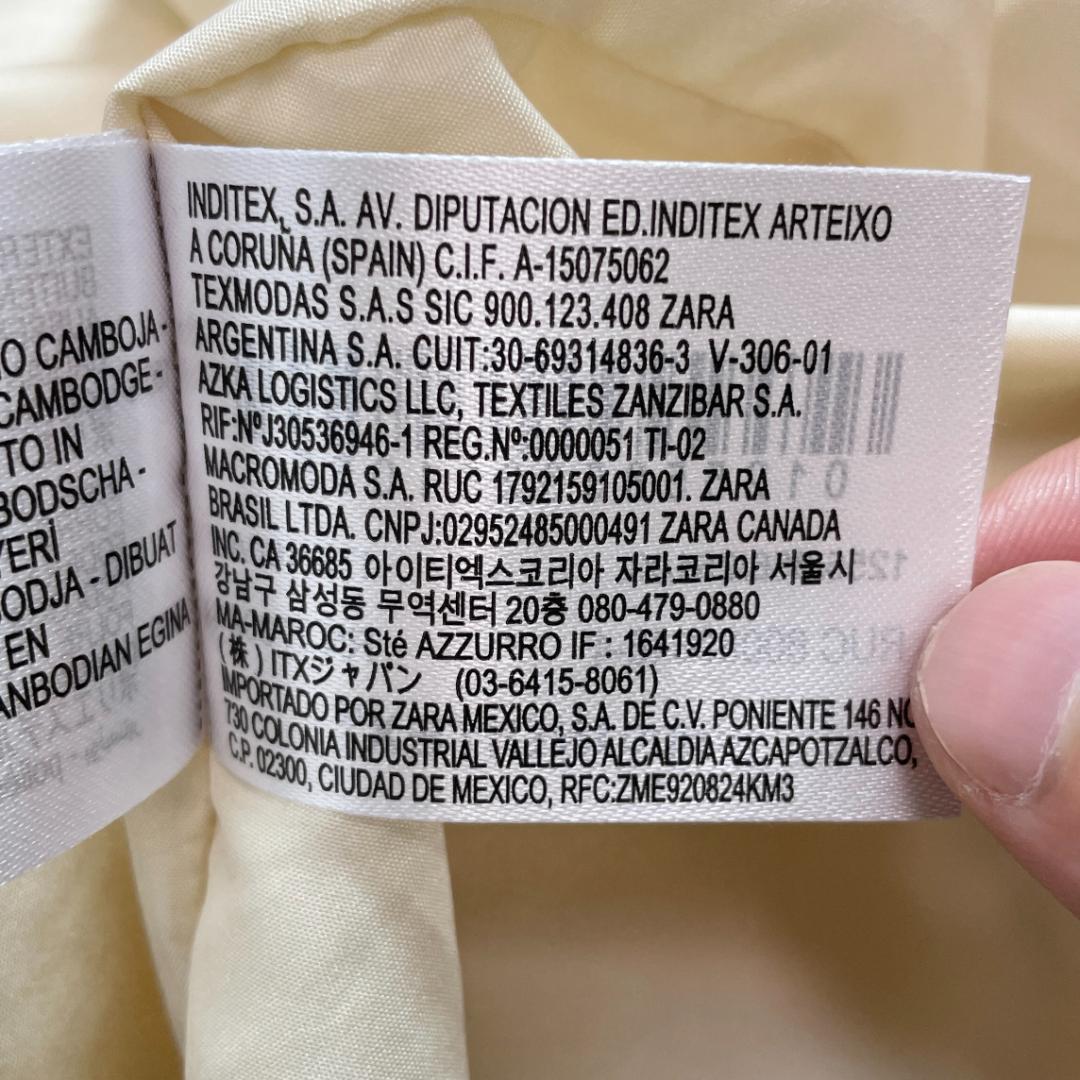 INDITEX, S.A. AV. DIPUTACION ED.INDITEX ARTEIXO
A CORUÑA (SPAIN) C.I.F. A-15075062
TEXMODAS S.A.S SIC 900.123.408 ZARA
ARGENTINA S.A. CUIT:30-69314836-3 V-306-01
AZKA LOGISTICS LLC, TEXTILES ZANZIBAR S.A.
RIF:NºJ30536946-1 REG.Nº:0000051 TI-02
MACROMODA S.A. RUC 1792159105001. ZARA
BRASIL LTDA. CNPJ:02952485000491 ZARA CANADA
INC. CA 36685 아이티엑스코리아 자라코리아 서울시
강남구 삼성동 무역센터 20층 080-479-0880
MA-MAROC: Sté AZZURRO IF : 1641920
(株) ITXジャパン (03-6415-8061)
IMPORTADO POR ZARA MEXICO, S.A. DE C.V. PONIENTE 146 NO
730 COLONIA INDUSTRIAL VALLEJO ALCALDIA AZCAPOTZALCO,
C.P. 02300, CIUDAD DE MEXICO, RFC:ZME920824KM3
O CAMBOJA-
CAMBODGE-
TO IN
BODSCHA -
YERİ
ODJA - DIBUAT
EN
ANBODIAN EGINA